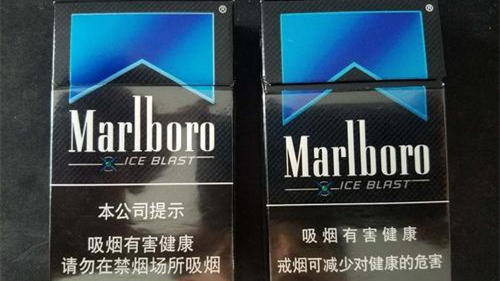 Marlboro
ICE BLAST
本公司提示
吸烟有害健康
请勿在禁烟场所吸烟
Marlboro
ICE BLAST
吸烟有害健康
戒烟可减少对健康的危害